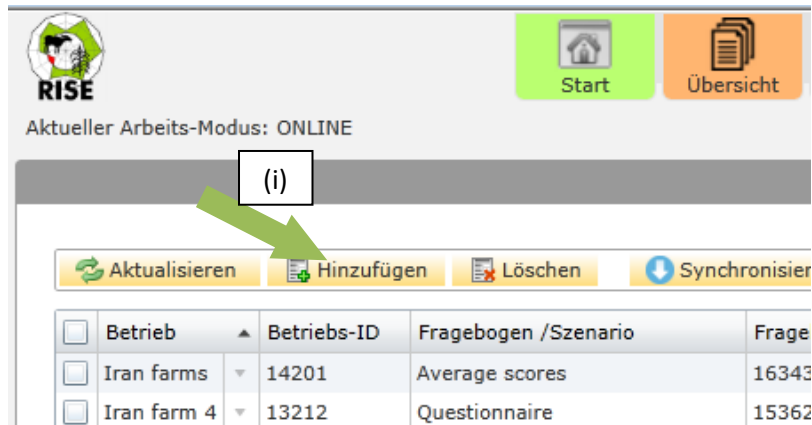 RISE
Start
Übersicht
Aktueller Arbeits-Modus: ONLINE
(i)
Aktualisieren Hinzufügen Löschen Synchronisier
Betrieb Betriebs-ID Fragebogen /Szenario Frage
Iran farms 14201 Average scores 16343
Iran farm 4 13212 Questionnaire 15362